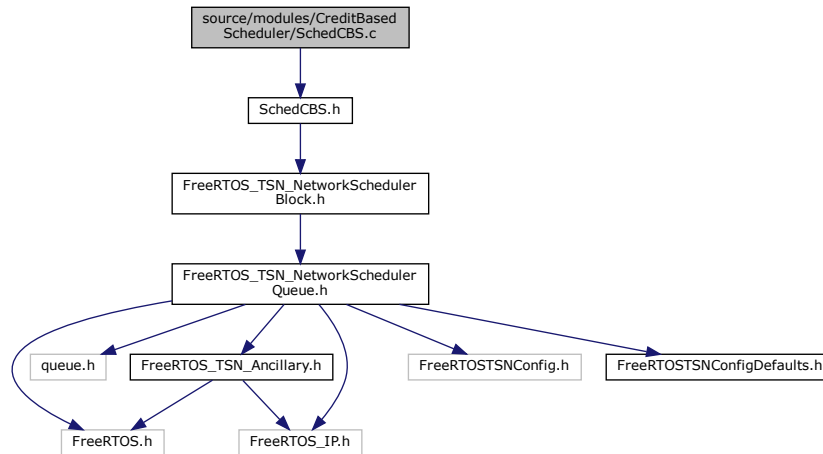 source/modules/CreditBased
Scheduler/SchedCBS.c
SchedCBS.h
FreeRTOS_TSN_NetworkScheduler
Block.h
FreeRTOS_TSN_NetworkScheduler
Queue.h
queue.h
FreeRTOS_TSN_Ancillary.h
FreeRTOSTSNConfig.h
FreeRTOSTSNConfigDefaults.h
FreeRTOS.h
FreeRTOS_IP.h